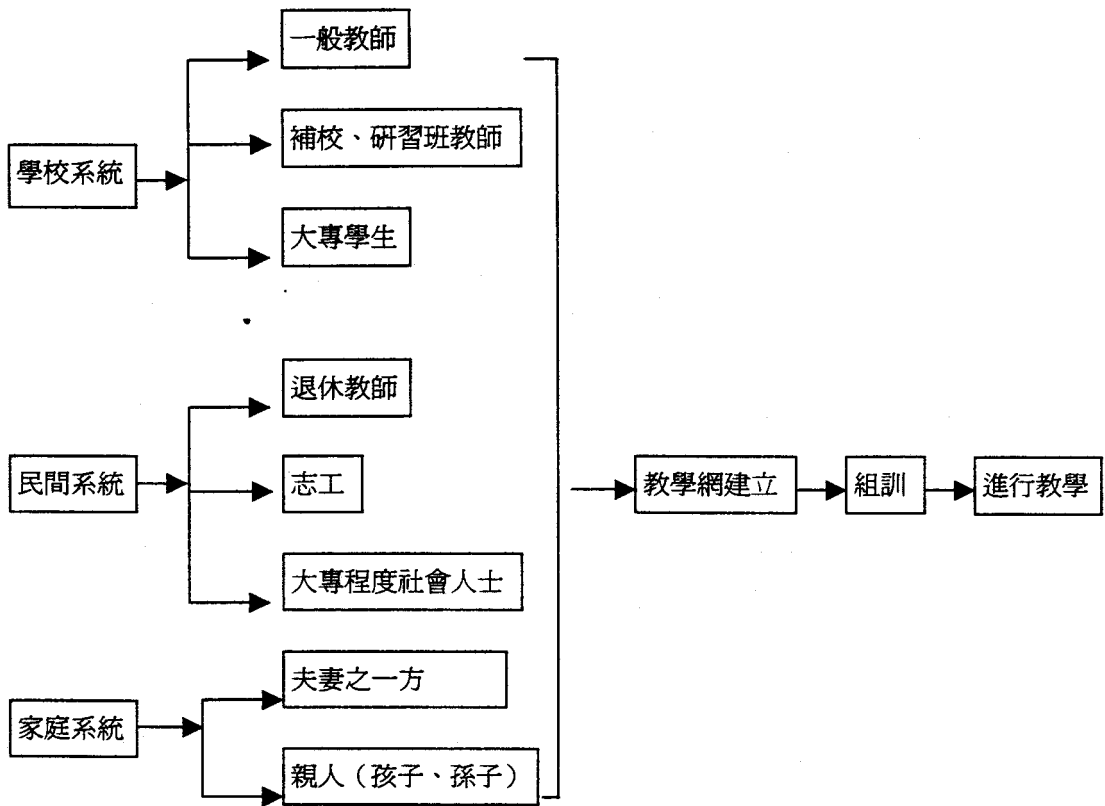 一般教師
補校、研習班教師
學校系統
大專學生
退休教師
民間系統
志工
教學網建立
組訓
進行教學
大專程度社會人士
夫妻之一方
家庭系統
親人（孩子、孫子）